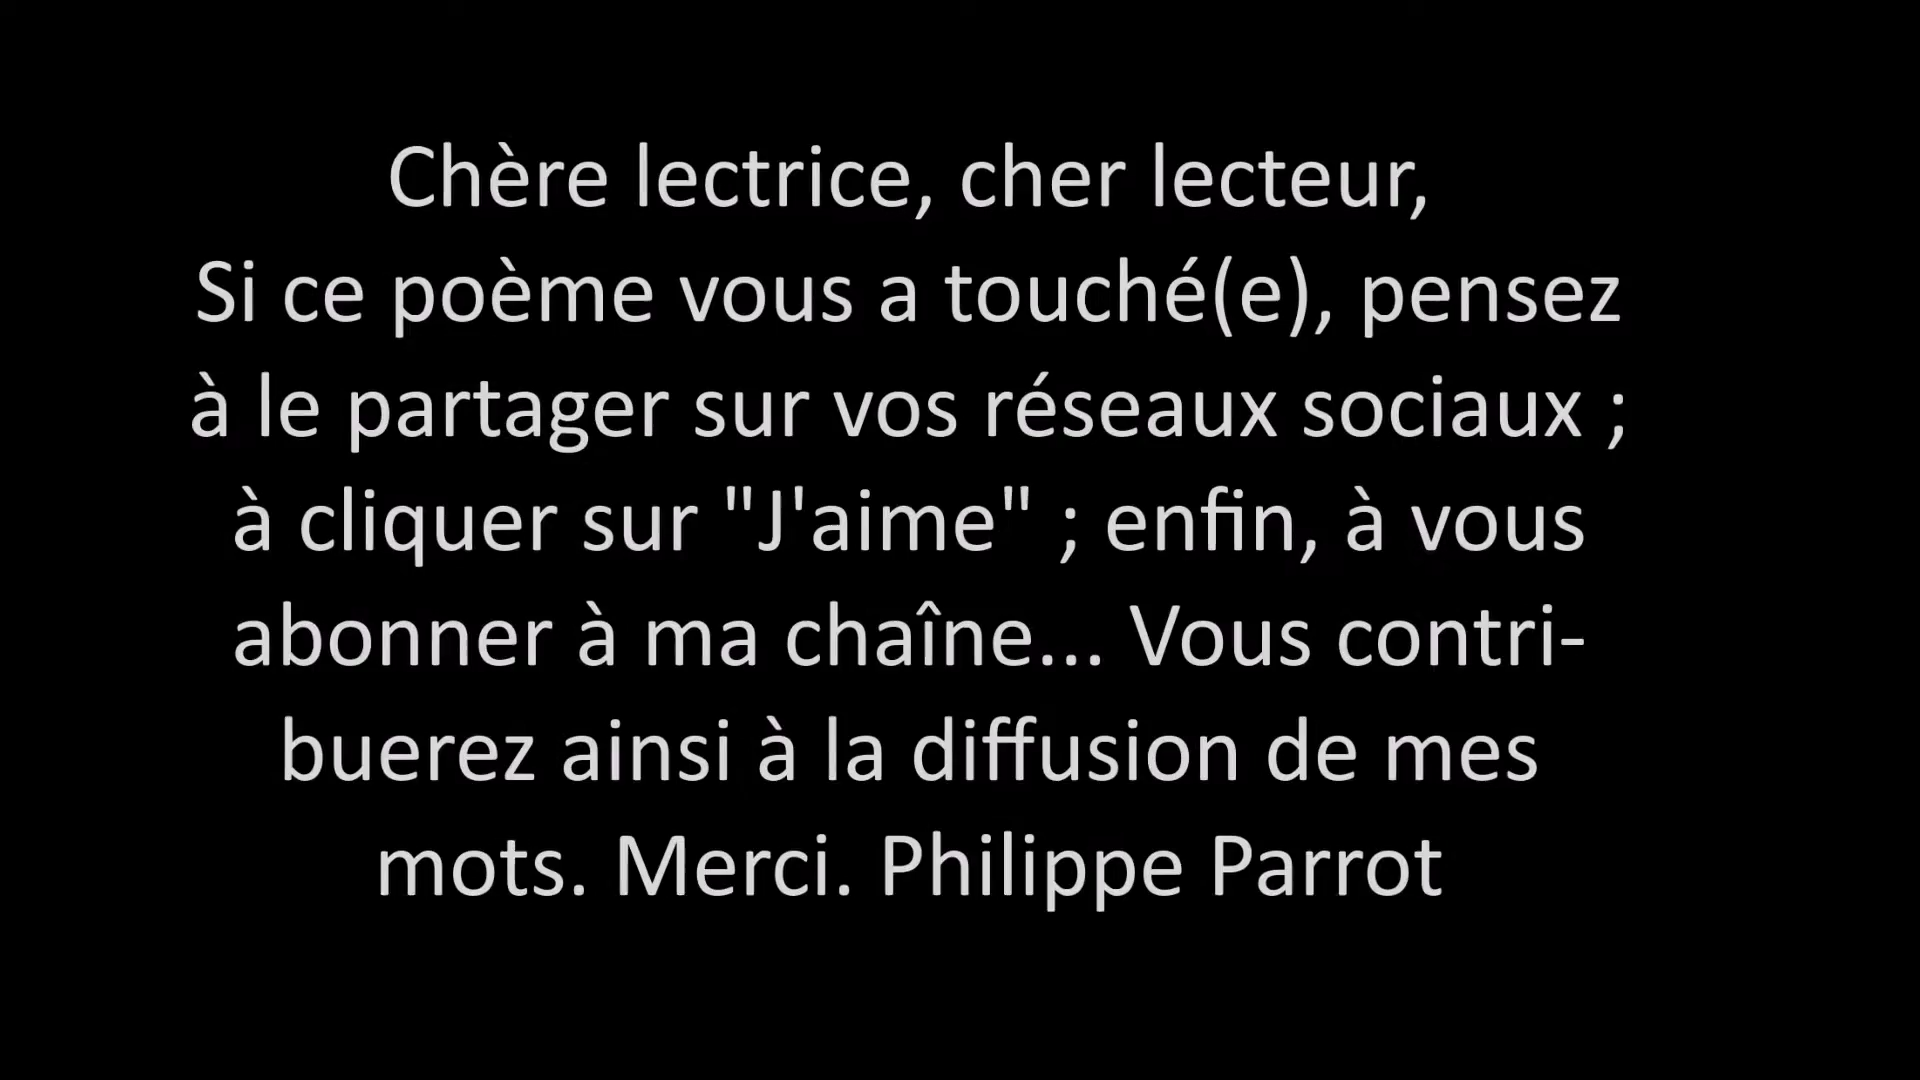 Chère lectrice, cher lecteur,
Si ce poème vous a touché(e), pensez
à le partager sur vos réseaux sociaux ;
à cliquer sur "J'aime" ; enfin, à vous
abonner à ma chaîne... Vous contri-
buerez ainsi à la diffusion de mes
mots. Merci. Philippe Parrot